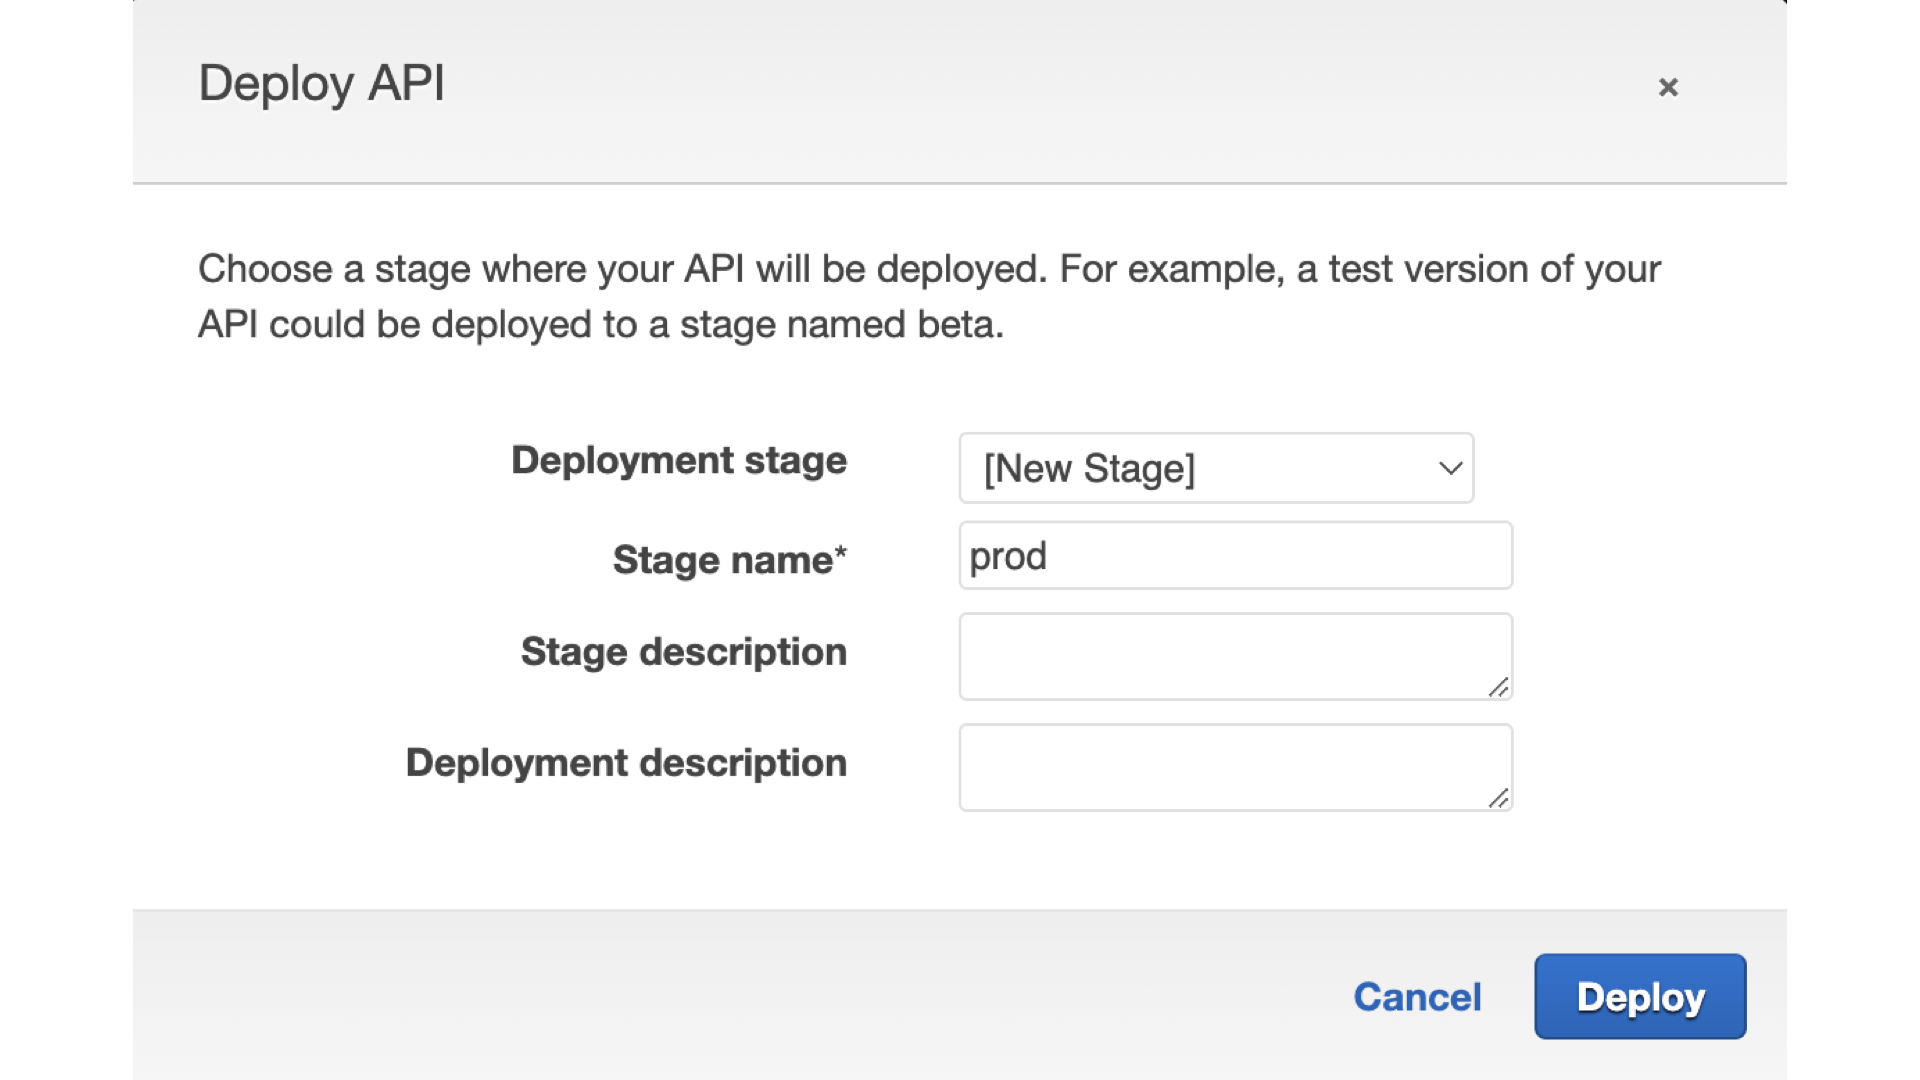 Deploy API
×
Choose a stage where your API will be deployed. For example, a test version of your
API could be deployed to a stage named beta.
Deployment stage [New Stage]
Stage name* prod
Stage description
Deployment description
Cancel Deploy